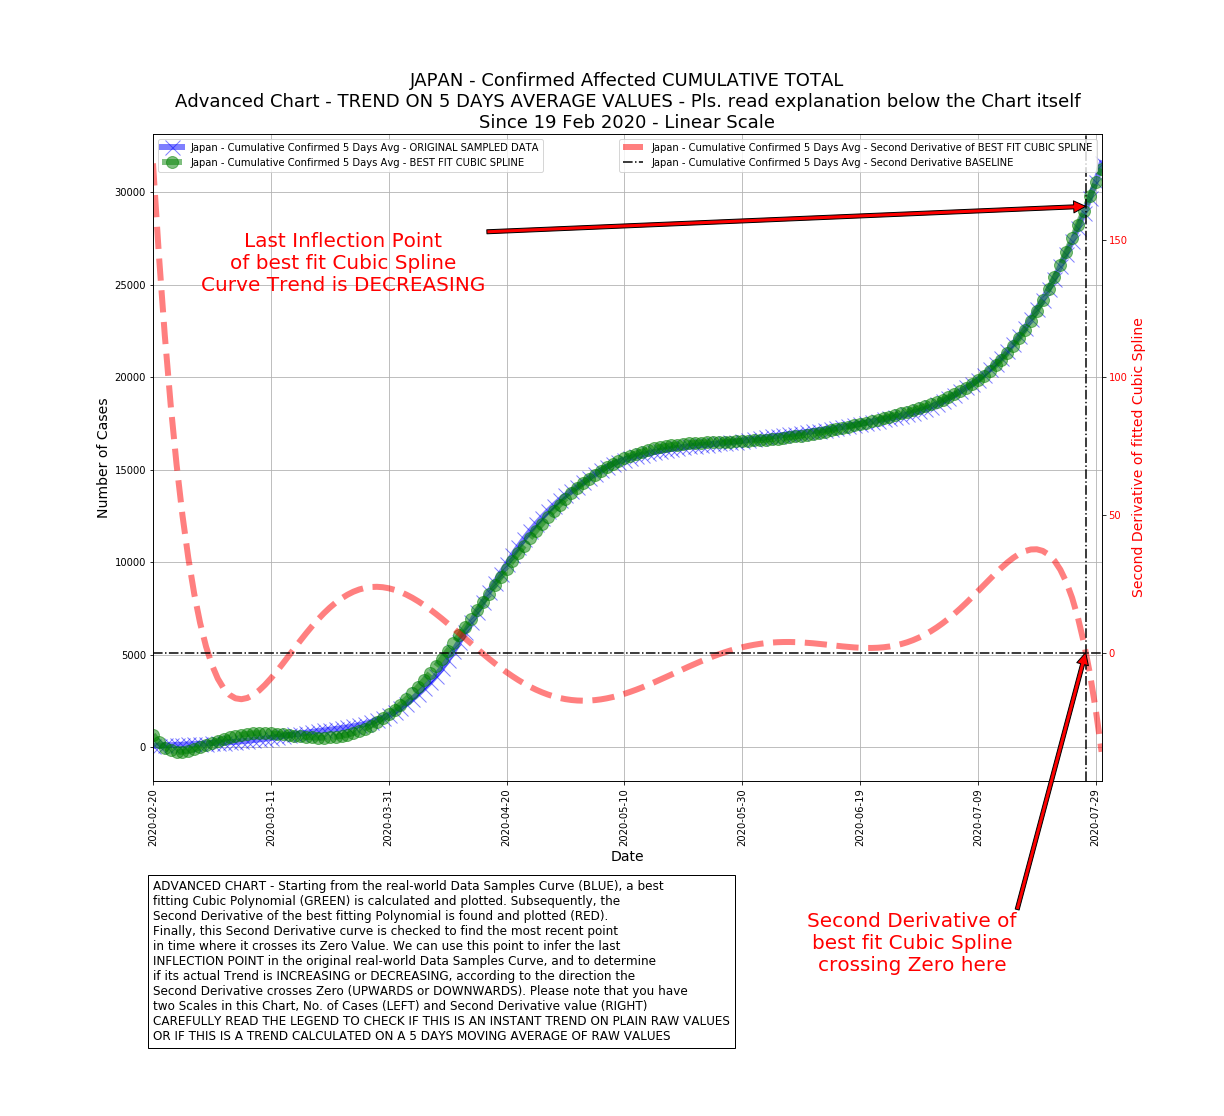 JAPAN - Confirmed Affected CUMULATIVE TOTAL
Advanced Chart - TREND ON 5 DAYS AVERAGE VALUES - Pls. read explanation below the Chart itself
Since 19 Feb 2020 - Linear Scale
Japan - Cumulative Confirmed 5 Days Avg - ORIGINAL SAMPLED DATA
Japan - Cumulative Confirmed 5 Days Avg - BEST FIT CUBIC SPLINE
Japan - Cumulative Confirmed 5 Days Avg - Second Derivative of BEST FIT CUBIC SPLINE
Japan - Cumulative Confirmed 5 Days Avg - Second Derivative BASELINE
Last Inflection Point
of best fit Cubic Spline
Curve Trend is DECREASING
Number of Cases
30000
25000
20000
15000
10000
5000
0
150
100
50
0
Second Derivative of fitted Cubic Spline
2020-02-20
2020-03-11
2020-03-31
2020-04-20
2020-05-10
2020-05-30
2020-06-19
2020-07-09
2020-07-29
Date
ADVANCED CHART - Starting from the real-world Data Samples Curve (BLUE), a best
fitting Cubic Polynomial (GREEN) is calculated and plotted. Subsequently, the
Second Derivative of the best fitting Polynomial is found and plotted (RED).
Finally, this Second Derivative curve is checked to find the most recent point
in time where it crosses its Zero Value. We can use this point to infer the last
INFLECTION POINT in the original real-world Data Samples Curve, and to determine
if its actual Trend is INCREASING or DECREASING, according to the direction the
Second Derivative crosses Zero (UPWARDS or DOWNWARDS). Please note that you have
two Scales in this Chart, No. of Cases (LEFT) and Second Derivative value (RIGHT)
CAREFULLY READ THE LEGEND TO CHECK IF THIS IS AN INSTANT TREND ON PLAIN RAW VALUES
OR IF THIS IS A TREND CALCULATED ON A 5 DAYS MOVING AVERAGE OF RAW VALUES
Second Derivative of
best fit Cubic Spline
crossing Zero here